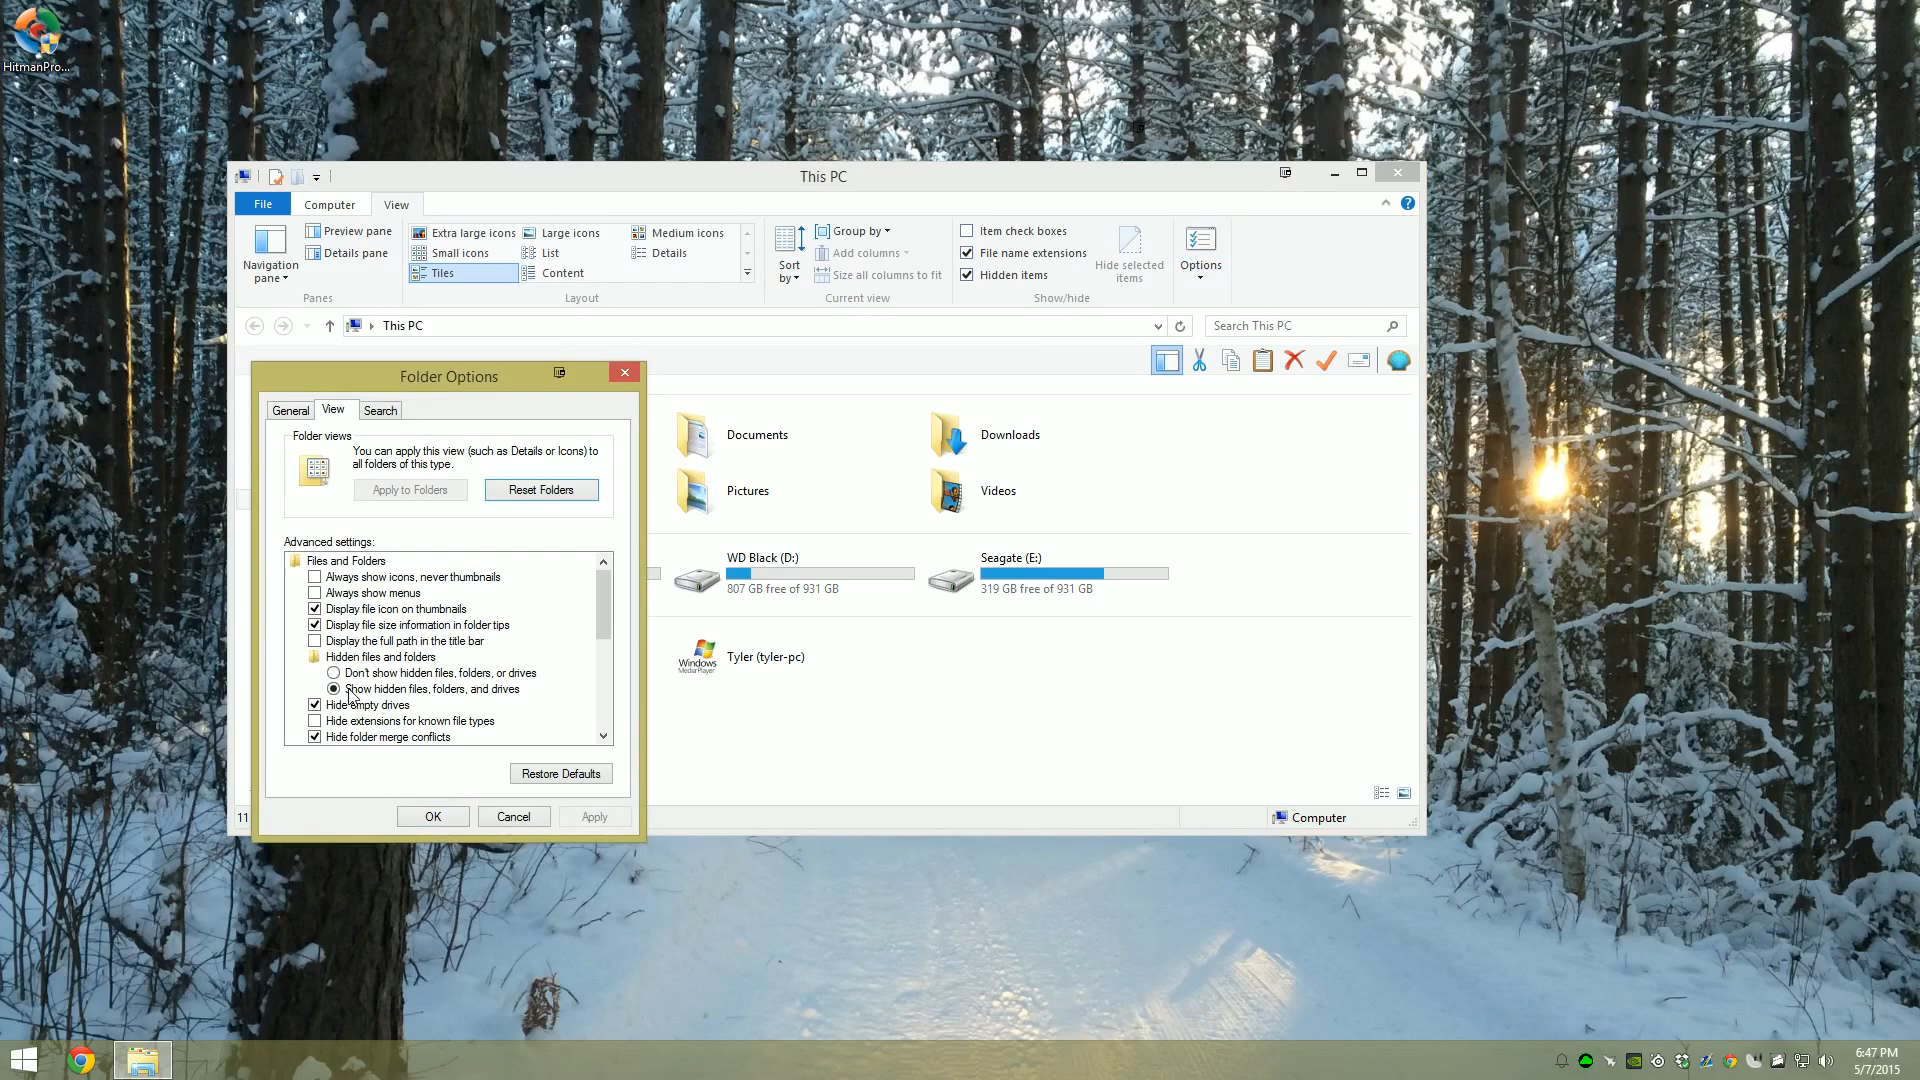 HitmanPro...
This PC
File
Computer
View
Navigation pane
Preview pane
Details pane
Panes
Extra large icons
Large icons
Medium icons
Small icons
List
Details
Tiles
Content
Layout
Sort by
Group by
Add columns
Size all columns to fit
Current view
Item check boxes
File name extensions
Hidden items
Hide selected items
Show/hide
Options
This PC
Search This PC
Folder Options
General
View
Search
Folder views
You can apply this view (such as Details or Icons) to
all folders of this type.
Apply to Folders
Reset Folders
Advanced settings:
Files and Folders
Always show icons, never thumbnails
Always show menus
Display file icon on thumbnails
Display file size information in folder tips
Display the full path in the title bar
Hidden files and folders
Don't show hidden files, folders, or drives
Show hidden files, folders, and drives
Hide empty drives
Hide extensions for known file types
Hide folder merge conflicts
Restore Defaults
OK
Cancel
Apply
Documents
Downloads
Pictures
Videos
WD Black (D:)
807 GB free of 931 GB
Seagate (E:)
319 GB free of 931 GB
Windows
Media Player
Tyler (tyler-pc)
11
Computer
6:47 PM
5/7/2015